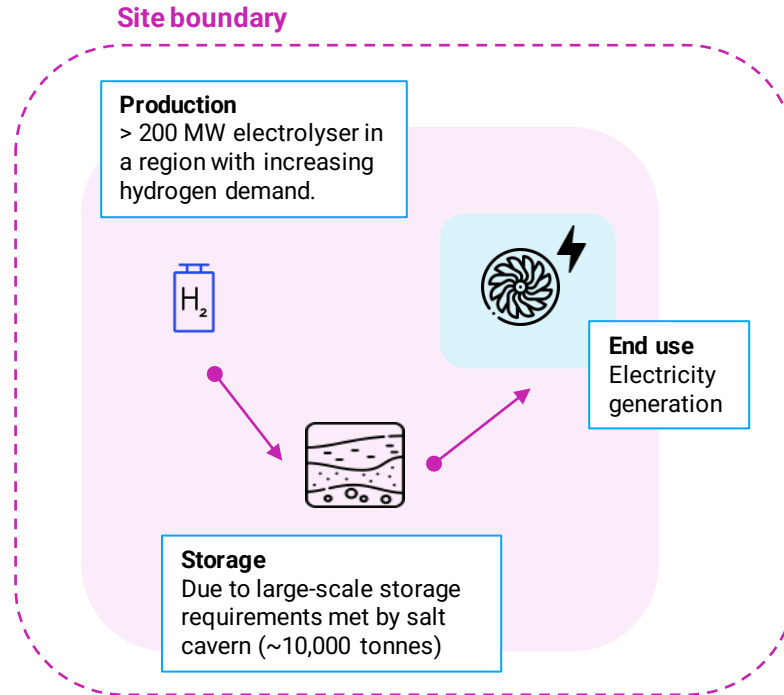 Site boundary
Production
> 200 MW electrolyser in
a region with increasing
hydrogen demand.
H₂
End use
Electricity
generation
Storage
Due to large-scale storage
requirements met by salt
cavern (~10,000 tonnes)